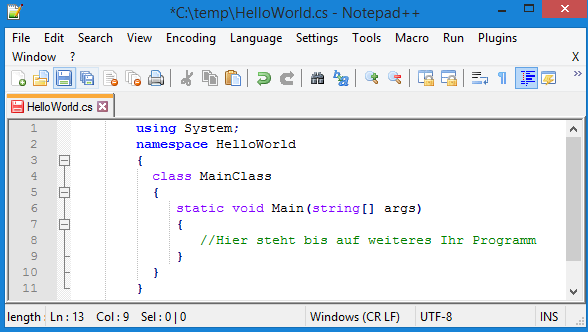 *C:\temp\HelloWorld.cs - Notepad++
File Edit Search View Encoding Language Settings Tools Macro Run Plugins
Window ? X
HelloWorld.cs
1 using System;
2 namespace HelloWorld
3 {
4 class MainClass
5 {
6 static void Main(string[] args)
7 {
8 //Hier steht bis auf weiteres Ihr Programm
9 }
10 }
11 }
length: Ln : 13 Col : 9 Sel : 0 | 0 Windows (CR LF) UTF-8 INS